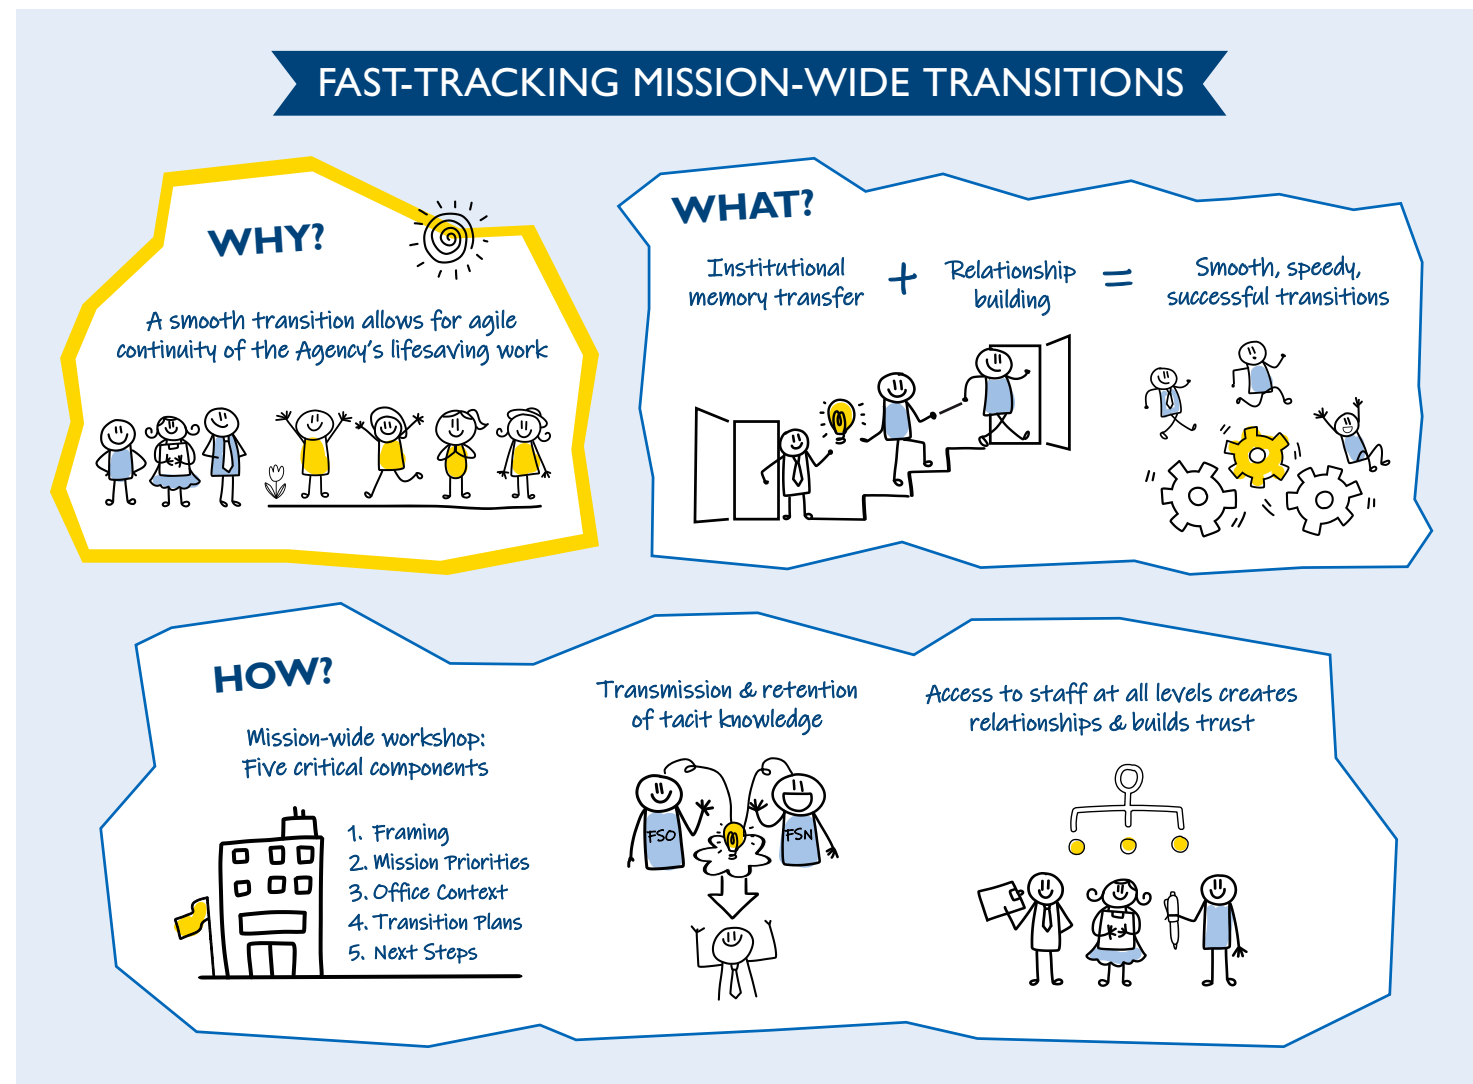 FAST-TRACKING MISSION-WIDE TRANSITIONS
WHY?
A smooth transition allows for agile
continuity of the Agency's lifesaving work
WHAT?
Institutional
memory transfer
+
Relationship
building
=
Smooth, speedy,
successful transitions
HOW?
Mission-wide workshop:
Five critical components
1. Framing
2. Mission Priorities
3. Office Context
4. Transition Plans
5. Next Steps
Transmission & retention
of tacit knowledge
FSO
FSN
Access to staff at all levels creates
relationships & builds trust